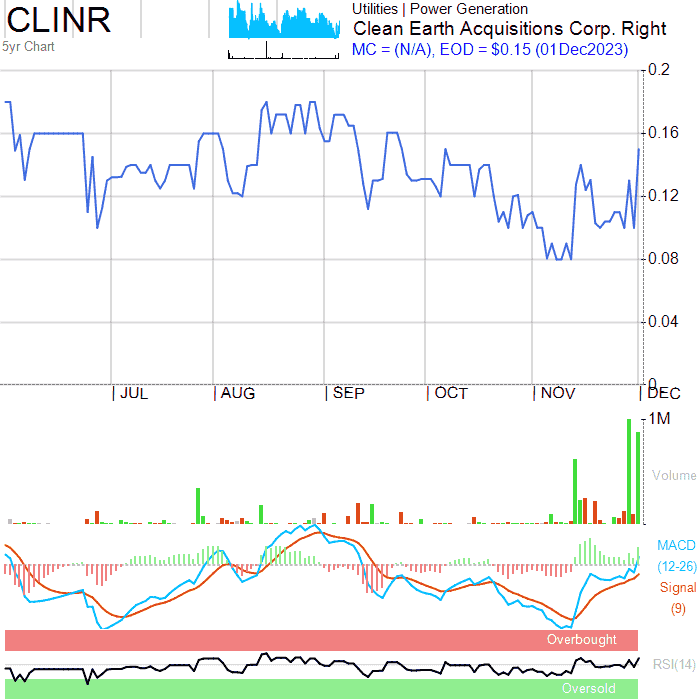 CLINR
5yr Chart
Utilities | Power Generation
Clean Earth Acquisitions Corp. Right
MC = (N/A), EOD = $0.15 (01Dec2023)
0.2
0.16
0.12
0.08
0.04
0
JUL
AUG
SEP
OCT
NOV
DEC
1M
Volume
MACD
(12-26)
Signal
(9)
Overbought
RSI(14)
Oversold